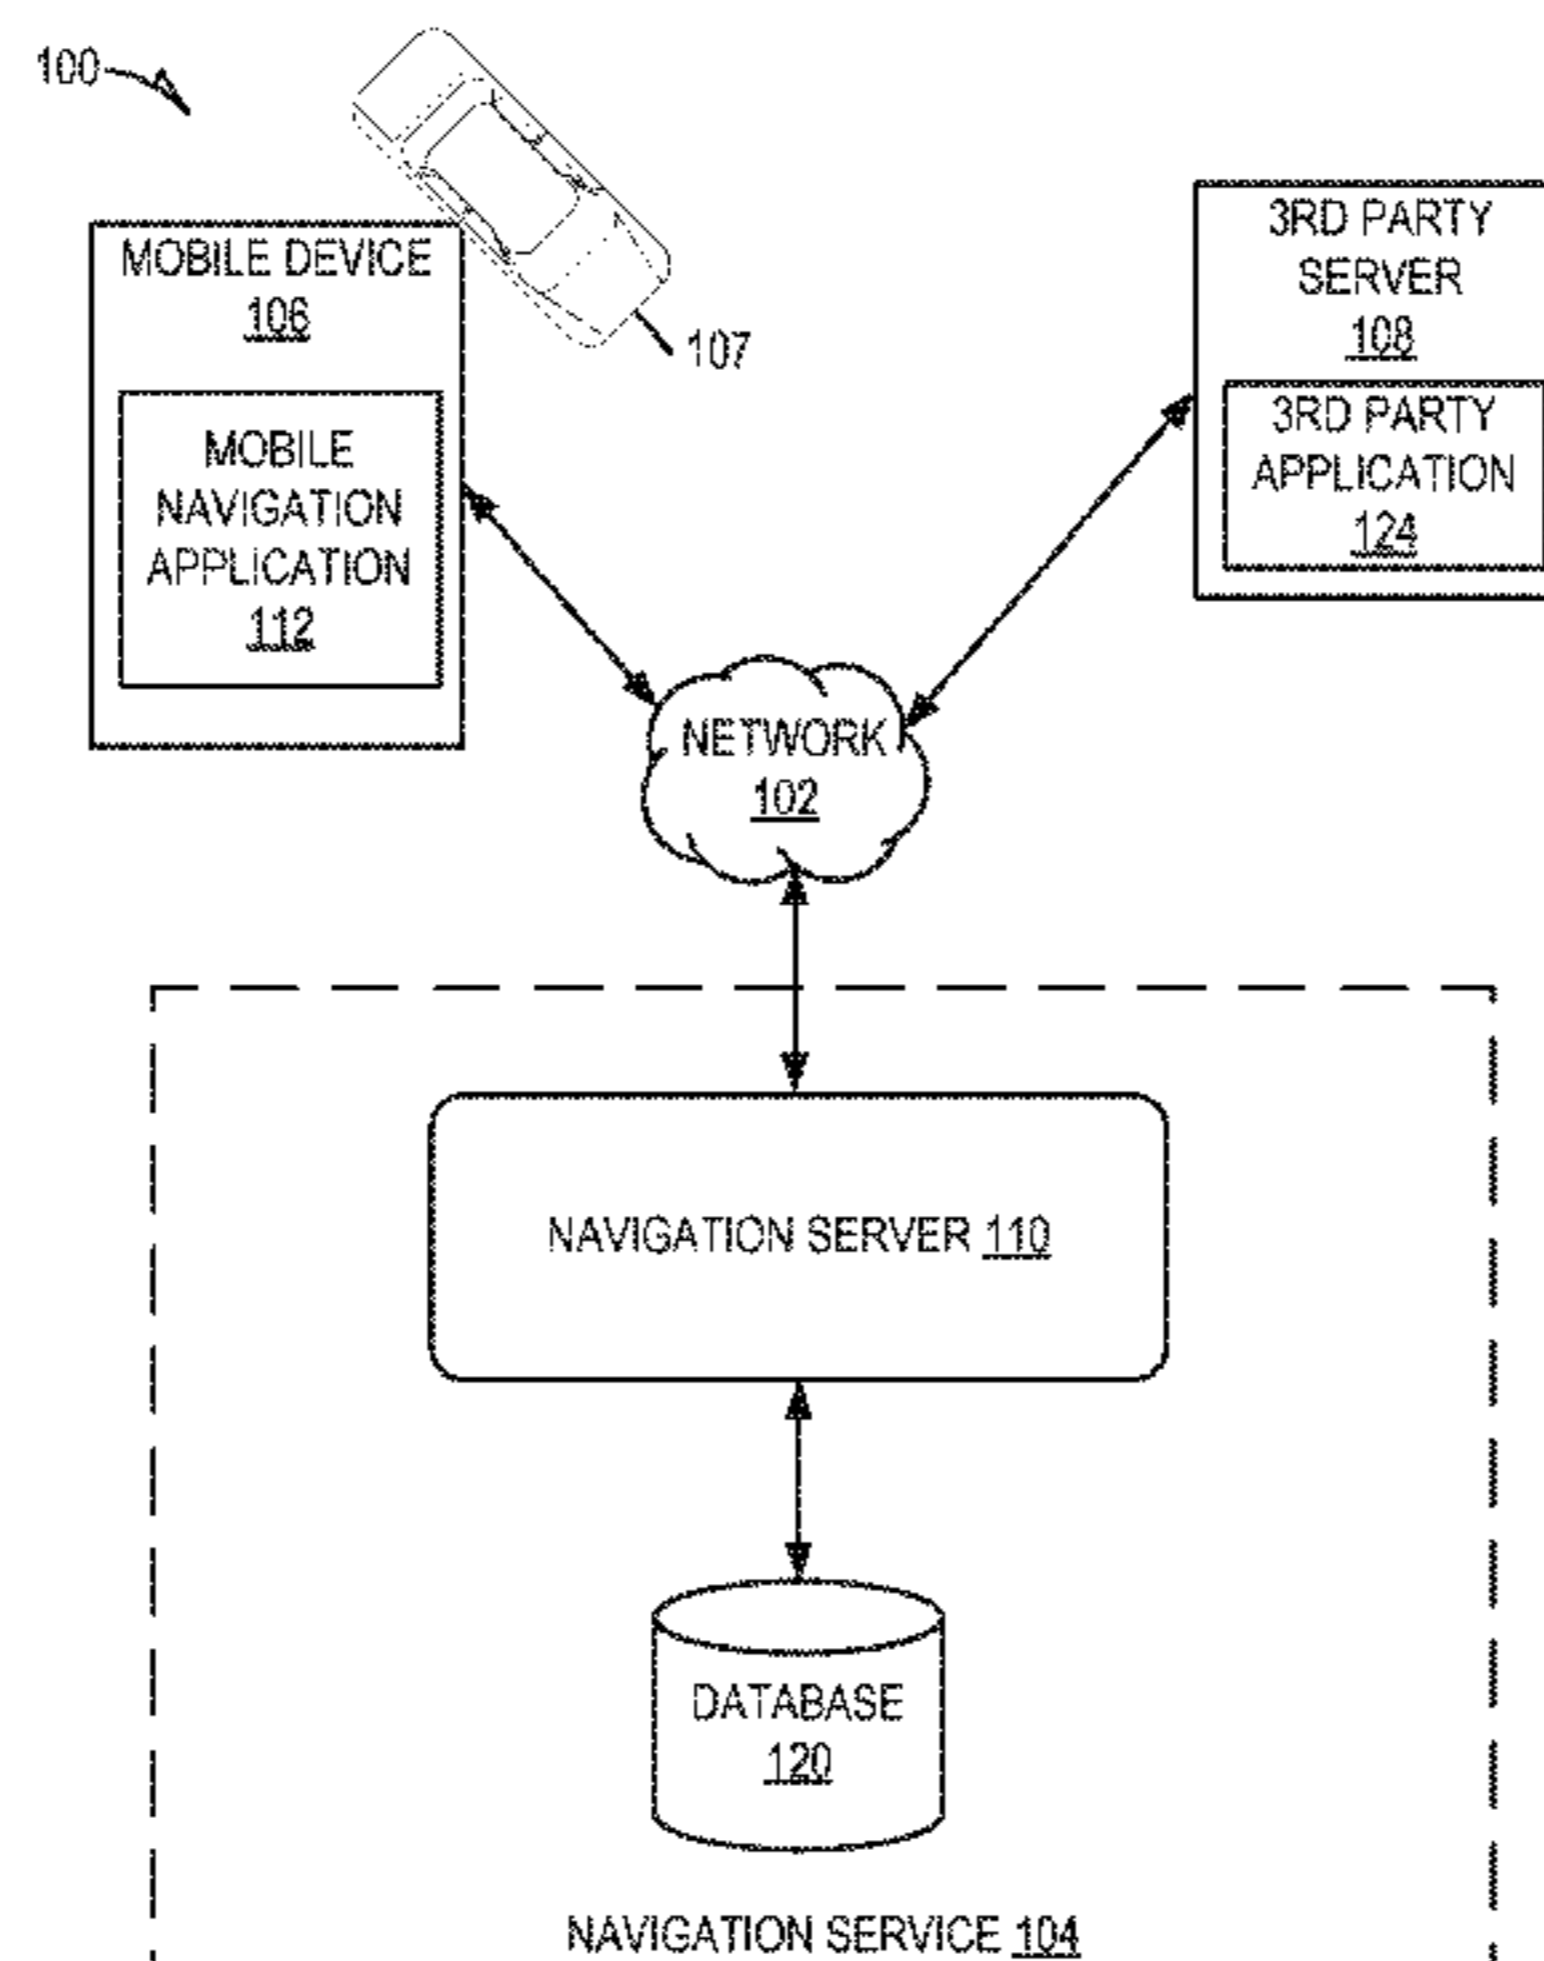 100
MOBILE DEVICE
106
107
MOBILE
NAVIGATION
APPLICATION
112
3RD PARTY
SERVER
108
3RD PARTY
APPLICATION
124
NETWORK
102
NAVIGATION SERVER 110
DATABASE
120
NAVIGATION SERVICE 104